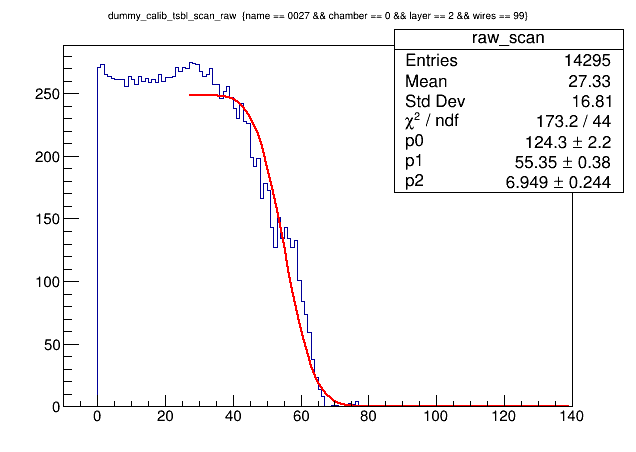 dummy_calib_tsbl_scan_raw {name == 0027 && chamber == 0 && layer == 2 && wires == 99}
raw_scan
Entries 14295
Mean 27.33
Std Dev 16.81
χ² / ndf 173.2 / 44
p0 124.3 ± 2.2
p1 55.35 ± 0.38
p2 6.949 ± 0.244
250
200
150
100
50
0
0 20 40 60 80 100 120 140